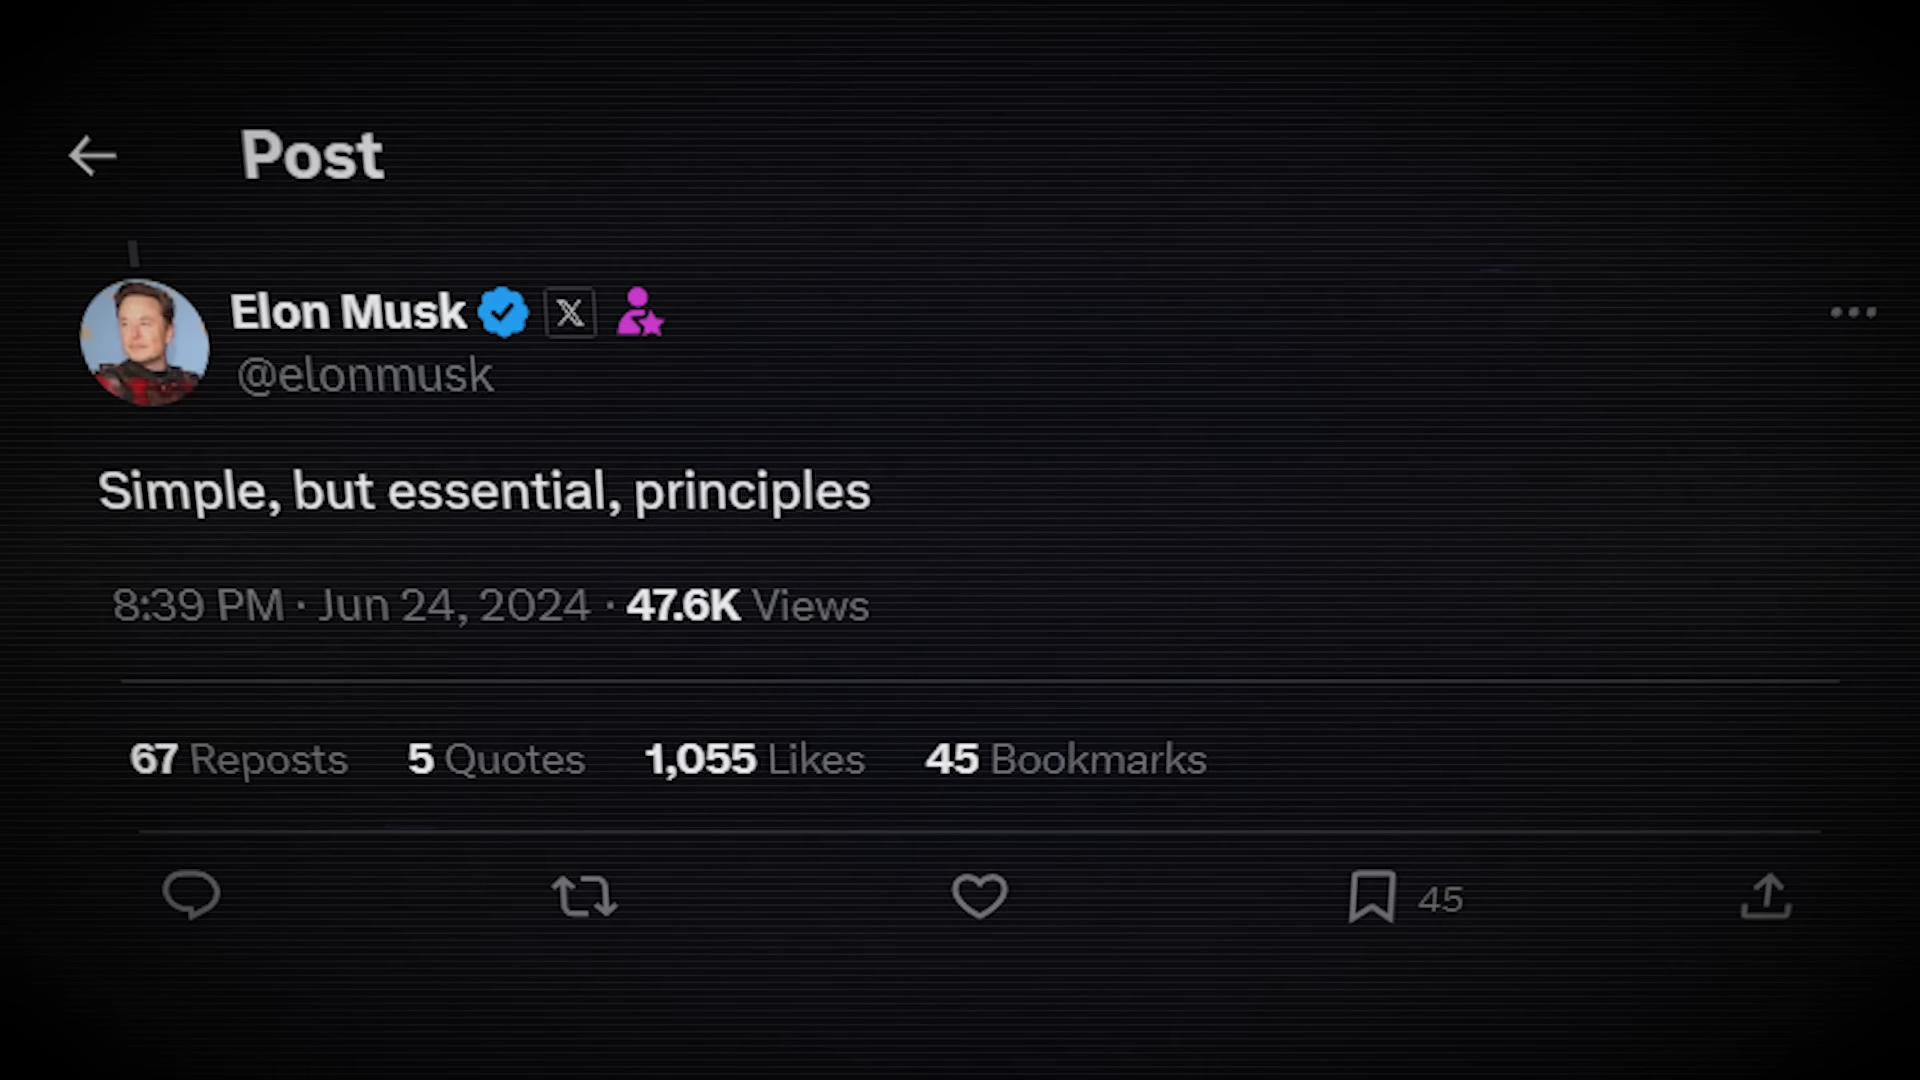 Post
Elon Musk X
@elonmusk
Simple, but essential, principles
8:39 PM · Jun 24, 2024 · 47.6K Views
67 Reposts 5 Quotes 1,055 Likes 45 Bookmarks
45